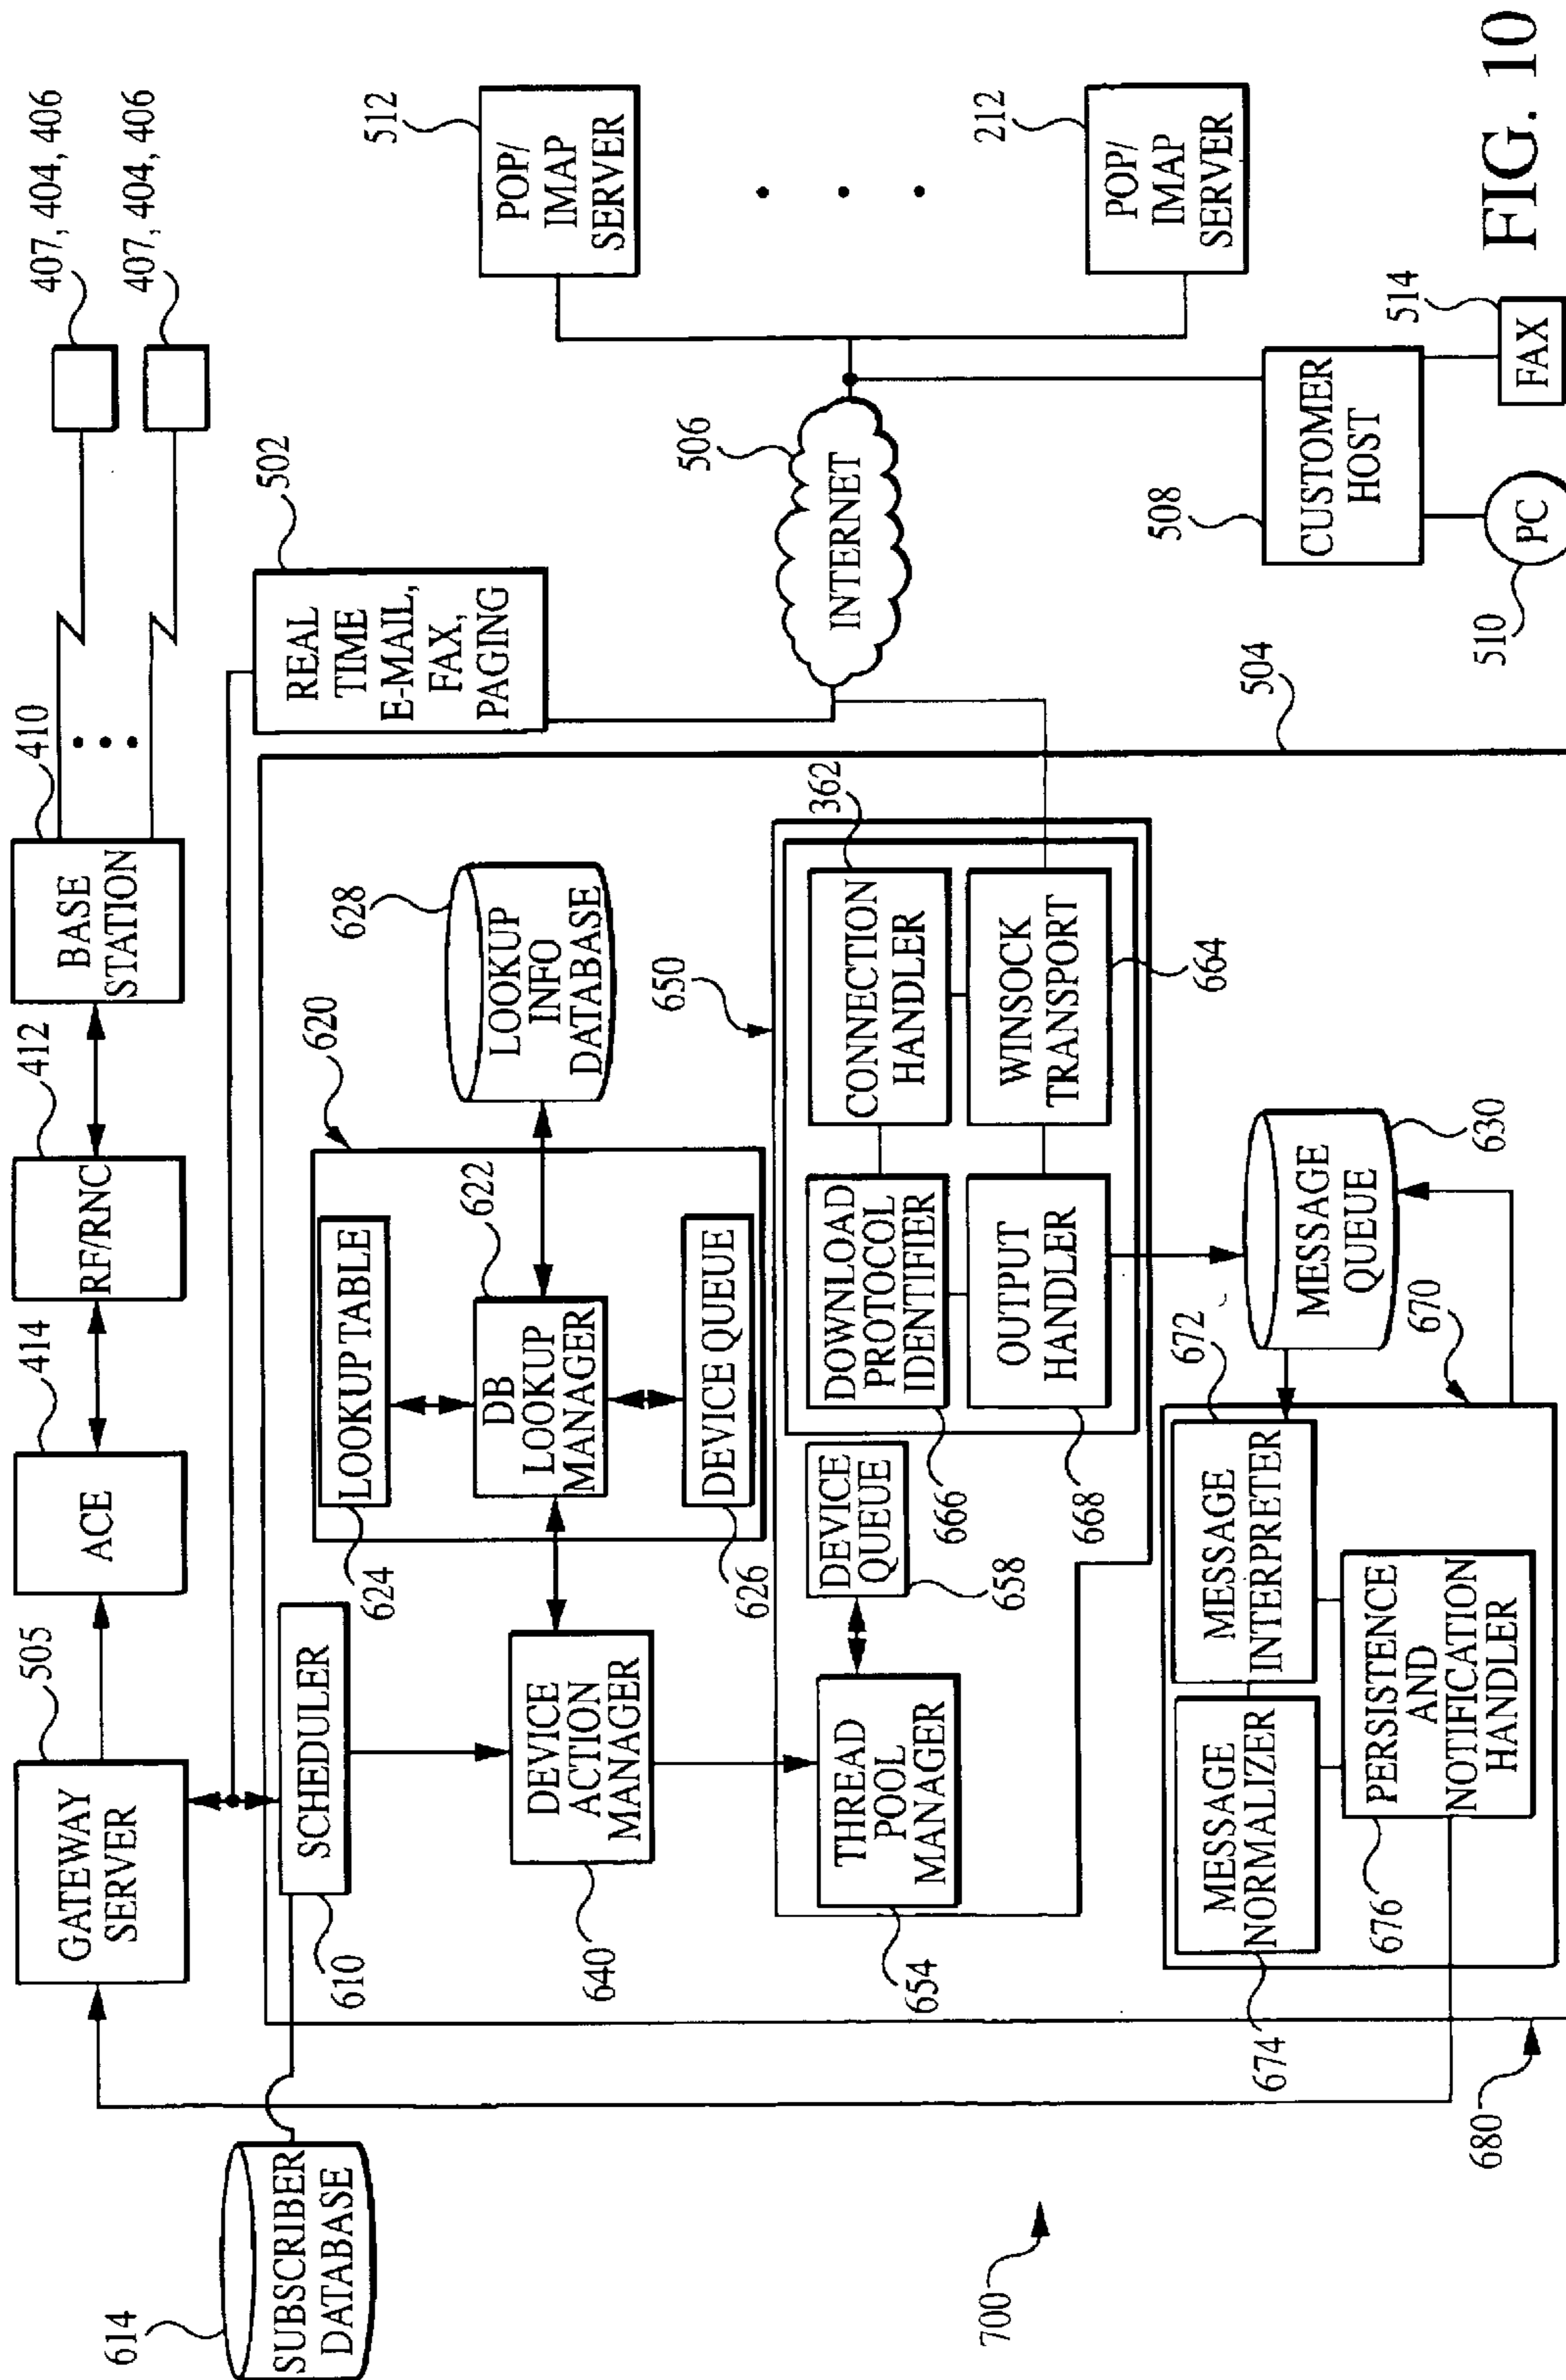 614
SUBSCRIBER
DATABASE
700
505
GATEWAY
SERVER
414
ACE
412
RF/RNC
410
BASE
STATION
407, 404, 406
407, 404, 406
502
REAL
TIME
E-MAIL,
FAX,
PAGING
610
SCHEDULER
640
DEVICE
ACTION
MANAGER
620
624
LOOKUP TABLE
622
DB
LOOKUP
MANAGER
626
DEVICE QUEUE
628
LOOKUP
INFO
DATABASE
650
654
THREAD
POOL
MANAGER
658
DEVICE
QUEUE
666
DOWNLOAD
PROTOCOL
IDENTIFIER
362
CONNECTION
HANDLER
668
OUTPUT
HANDLER
664
WINSOCK
TRANSPORT
630
MESSAGE
QUEUE
670
672
MESSAGE
INTERPRETER
674
MESSAGE
NORMALIZER
676
PERSISTENCE
AND
NOTIFICATION
HANDLER
680
504
506
INTERNET
512
POP/
IMAP
SERVER
212
POP/
IMAP
SERVER
508
CUSTOMER
HOST
510
PC
514
FAX
FIG. 10